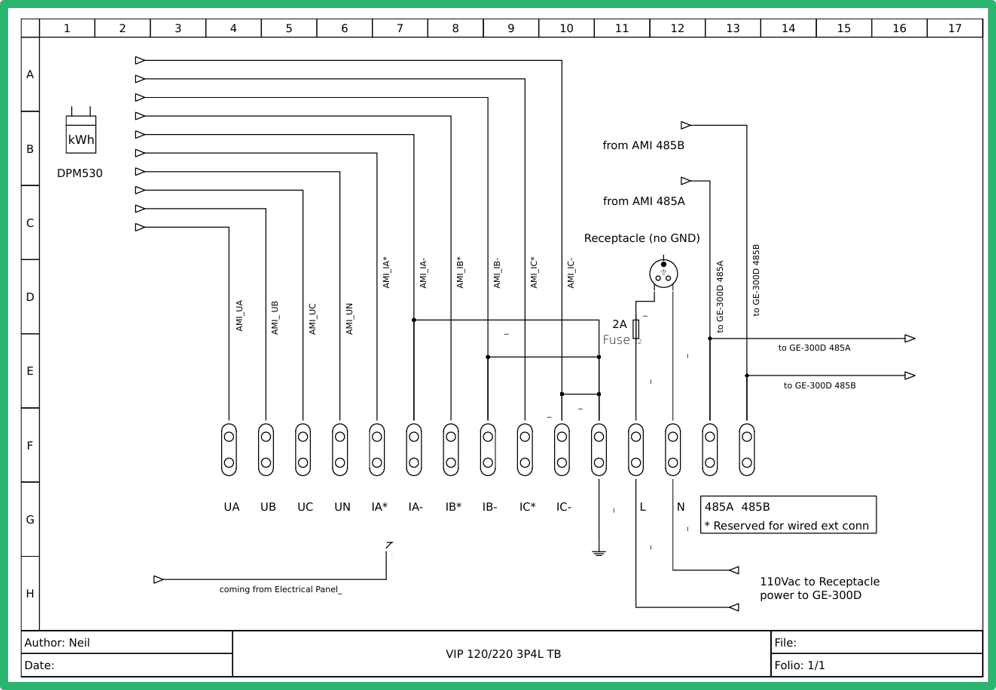 1 2 3 4 5 6 7 8 9 10 11 12 13 14 15 16 17
A
B
C
D
E
F
G
H
kWh
DPM530
from AMI 485B
from AMI 485A
Receptacle (no GND)
AMI_UA
AMI_ UB
AMI_UC
AMI_UN
AMI_IA*
AMI_IA-
AMI_IB*
AMI_IB-
AMI_IC*
AMI_IC-
to GE-300D 485A
to GE-300D 485B
2A
Fuse
to GE-300D 485A
to GE-300D 485B
UA UB UC UN IA* IA- IB* IB- IC* IC- L N
485A 485B
* Reserved for wired ext conn
coming from Electrical Panel_
110Vac to Receptacle
power to GE-300D
Author: Neil
Date:
VIP 120/220 3P4L TB
File:
Folio: 1/1